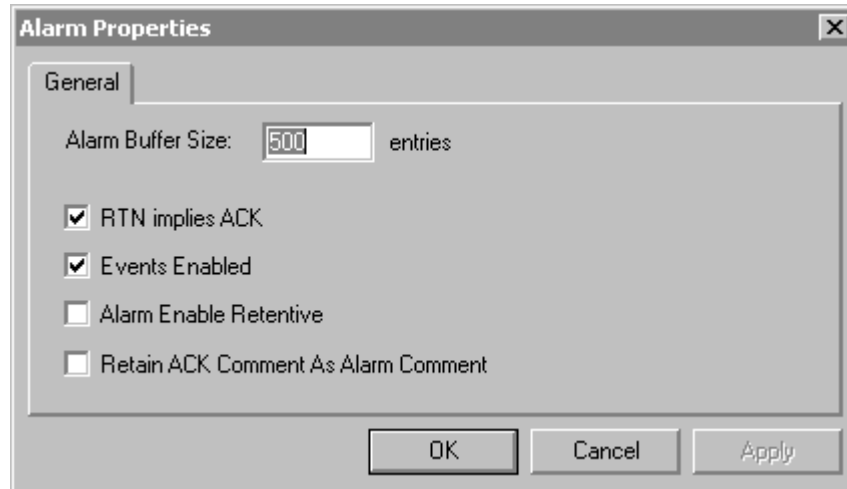 Alarm Properties
General
Alarm Buffer Size: 500 entries
RTN implies ACK
Events Enabled
Alarm Enable Retentive
Retain ACK Comment As Alarm Comment
OK Cancel Apply